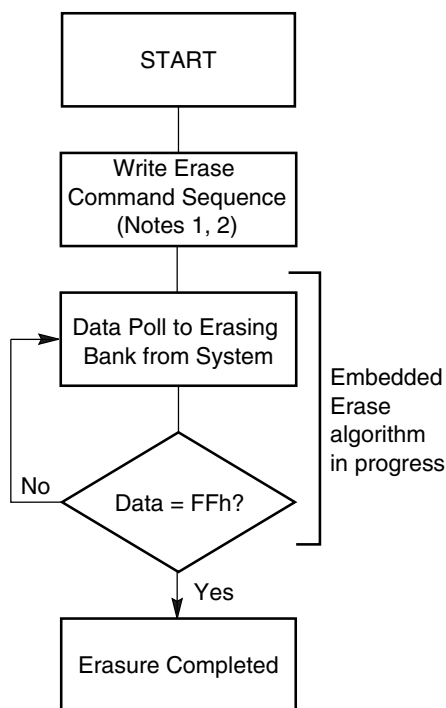 START
Write Erase
Command Sequence
(Notes 1, 2)
Data Poll to Erasing
Bank from System
Embedded
Erase
algorithm
in progress
No
Data = FFh?
Yes
Erasure Completed